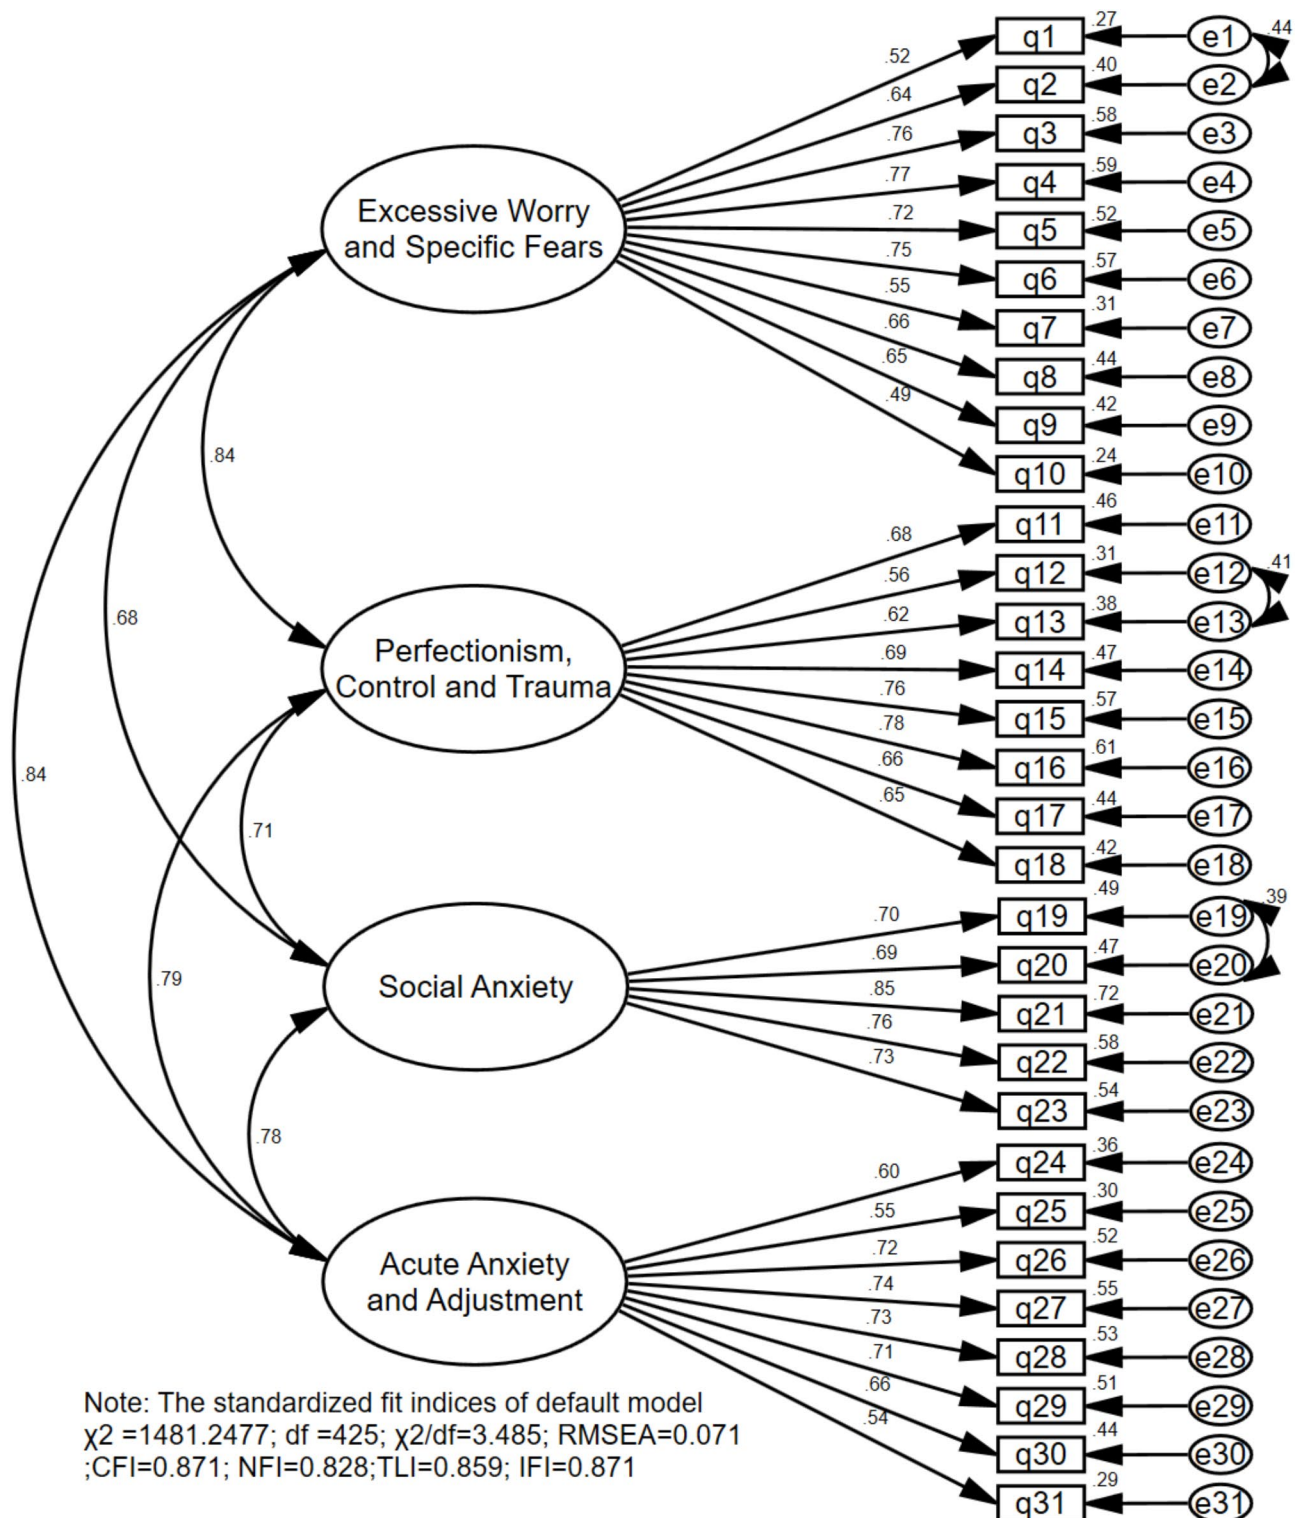 .27
q1
e1
.44
.52
.40
q2
e2
.64
.58
q3
e3
.76
.59
q4
e4
.77
.52
q5
e5
.72
.57
q6
e6
.75
.31
q7
e7
.55
.44
q8
e8
.66
.42
q9
e9
.65
.24
q10
e10
.49
Excessive Worry
and Specific Fears
.84
.68
.84
.46
q11
e11
.68
.31
q12
e12
.41
.56
.38
q13
e13
.62
.47
q14
e14
.69
.57
q15
e15
.76
.61
q16
e16
.78
.44
q17
e17
.66
.42
q18
e18
.65
Perfectionism,
Control and Trauma
.71
.79
.49
q19
e19
.39
.70
.47
q20
e20
.69
.72
q21
e21
.85
.58
q22
e22
.76
.54
q23
e23
.73
Social Anxiety
.78
.36
q24
e24
.60
.30
q25
e25
.55
.52
q26
e26
.72
.55
q27
e27
.74
.53
q28
e28
.73
.51
q29
e29
.71
.44
q30
e30
.66
.29
q31
e31
.54
Acute Anxiety
and Adjustment
Note: The standardized fit indices of default model
χ2 =1481.2477; df =425; χ2/df=3.485; RMSEA=0.071
;CFI=0.871; NFI=0.828;TLI=0.859; IFI=0.871